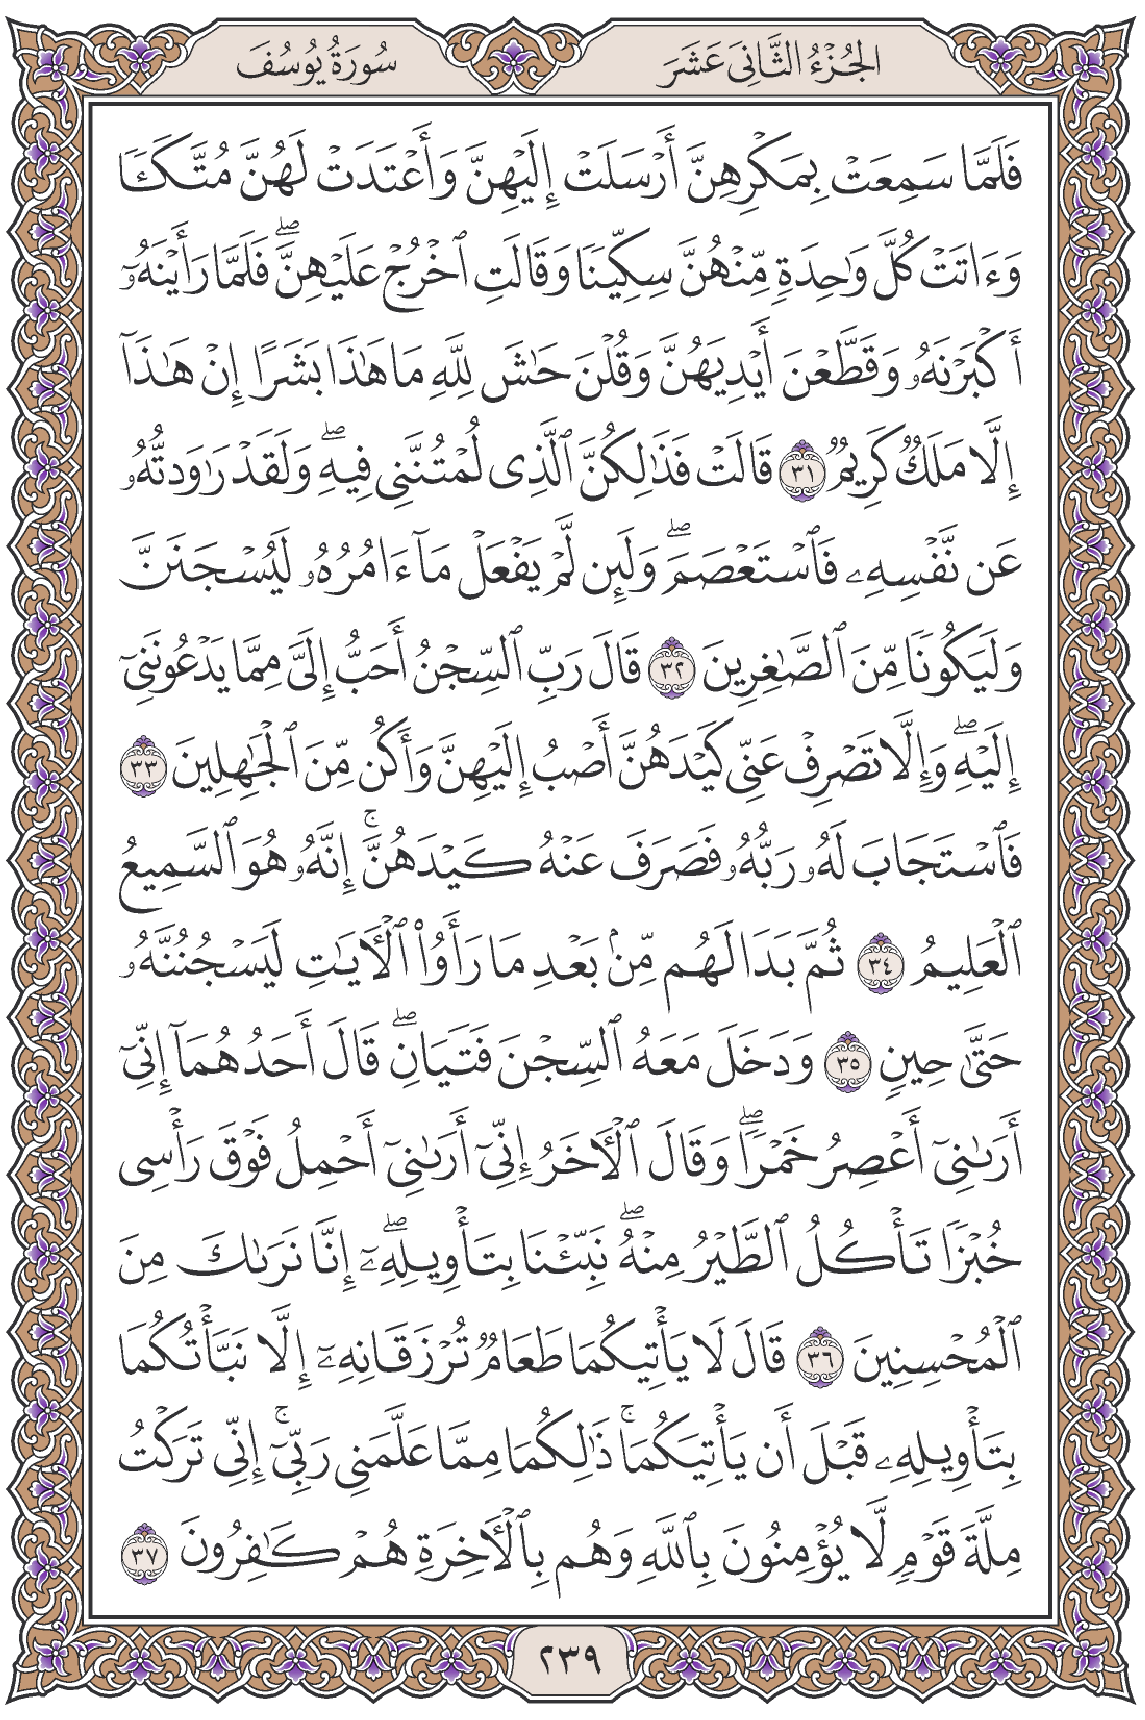 الجُزْءُ الثَّانِيَ عَشَرَ
سُورَةُ يُوسُفَ
فَلَمَّا سَمِعَتْ بِمَكْرِهِنَّ أَرْسَلَتْ إِلَيْهِنَّ وَأَعْتَدَتْ لَهُنَّ مُتَّكَـًٔا
وَءَاتَتْ كُلَّ وَٰحِدَةٍ مِّنْهُنَّ سِكِّينًا وَقَالَتِ ٱخْرُجْ عَلَيْهِنَّ ۖ فَلَمَّا رَأَيْنَهُۥٓ
أَكْبَرْنَهُۥ وَقَطَّعْنَ أَيْدِيَهُنَّ وَقُلْنَ حَٰشَ لِلَّهِ مَا هَٰذَا بَشَرًا إِنْ هَٰذَآ
إِلَّا مَلَكٌ كَرِيمٌ ٣١ قَالَتْ فَذَٰلِكُنَّ ٱلَّذِى لُمْتُنَّنِى فِيهِ ۖ وَلَقَدْ رَٰوَدتُّهُۥ
عَن نَّفْسِهِۦ فَٱسْتَعْصَمَ ۖ وَلَئِن لَّمْ يَفْعَلْ مَآ ءَامُرُهُۥ لَيُسْجَنَنَّ
وَلَيَكُونًا مِّنَ ٱلصَّٰغِرِينَ ٣٢ قَالَ رَبِّ ٱلسِّجْنُ أَحَبُّ إِلَىَّ مِمَّا يَدْعُونَنِىٓ
إِلَيْهِ ۖ وَإِلَّا تَصْرِفْ عَنِّى كَيْدَهُنَّ أَصْبُ إِلَيْهِنَّ وَأَكُن مِّنَ ٱلْجَٰهِلِينَ ٣٣
فَٱسْتَجَابَ لَهُۥ رَبُّهُۥ فَصَرَفَ عَنْهُ كَيْدَهُنَّ ۚ إِنَّهُۥ هُوَ ٱلسَّمِيعُ
ٱلْعَلِيمُ ٣٤ ثُمَّ بَدَا لَهُم مِّنۢ بَعْدِ مَا رَأَوُا۟ ٱلْـَٔايَٰتِ لَيَسْجُنُنَّهُۥ
حَتَّىٰ حِينٍ ٣٥ وَدَخَلَ مَعَهُ ٱلسِّجْنَ فَتَيَانِ ۖ قَالَ أَحَدُهُمَآ إِنِّىٓ
أَرَىٰنِىٓ أَعْصِرُ خَمْرًا ۖ وَقَالَ ٱلْـَٔاخَرُ إِنِّىٓ أَرَىٰنِىٓ أَحْمِلُ فَوْقَ رَأْسِى
خُبْزًا تَأْكُلُ ٱلطَّيْرُ مِنْهُ ۖ نَبِّئْنَا بِتَأْوِيلِهِۦٓ ۖ إِنَّا نَرَىٰكَ مِنَ
ٱلْمُحْسِنِينَ ٣٦ قَالَ لَا يَأْتِيكُمَا طَعَامٌ تُرْزَقَانِهِۦٓ إِلَّا نَبَّأْتُكُمَا
بِتَأْوِيلِهِۦ قَبْلَ أَن يَأْتِيَكُمَا ۚ ذَٰلِكُمَا مِمَّا عَلَّمَنِى رَبِّىٓ ۚ إِنِّى تَرَكْتُ
مِلَّةَ قَوْمٍ لَّا يُؤْمِنُونَ بِٱللَّهِ وَهُم بِٱلْـَٔاخِرَةِ هُمْ كَٰفِرُونَ ٣٧
٢٣٩